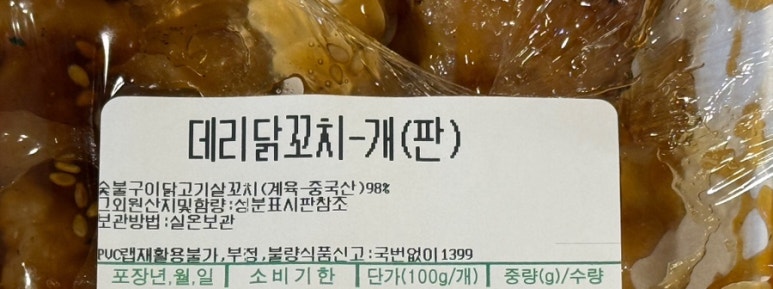 데리닭꼬치-개(판)
숯불구이닭고기살꼬치(계육-중국산)98%
그외원산지및함량:성분표시판참조
보관방법:실온보관
PVC랩재활용불가,부정,불량식품신고:국번없이1399
포장년,월,일 소비기한 단가(100g/개) 중량(g)/수량